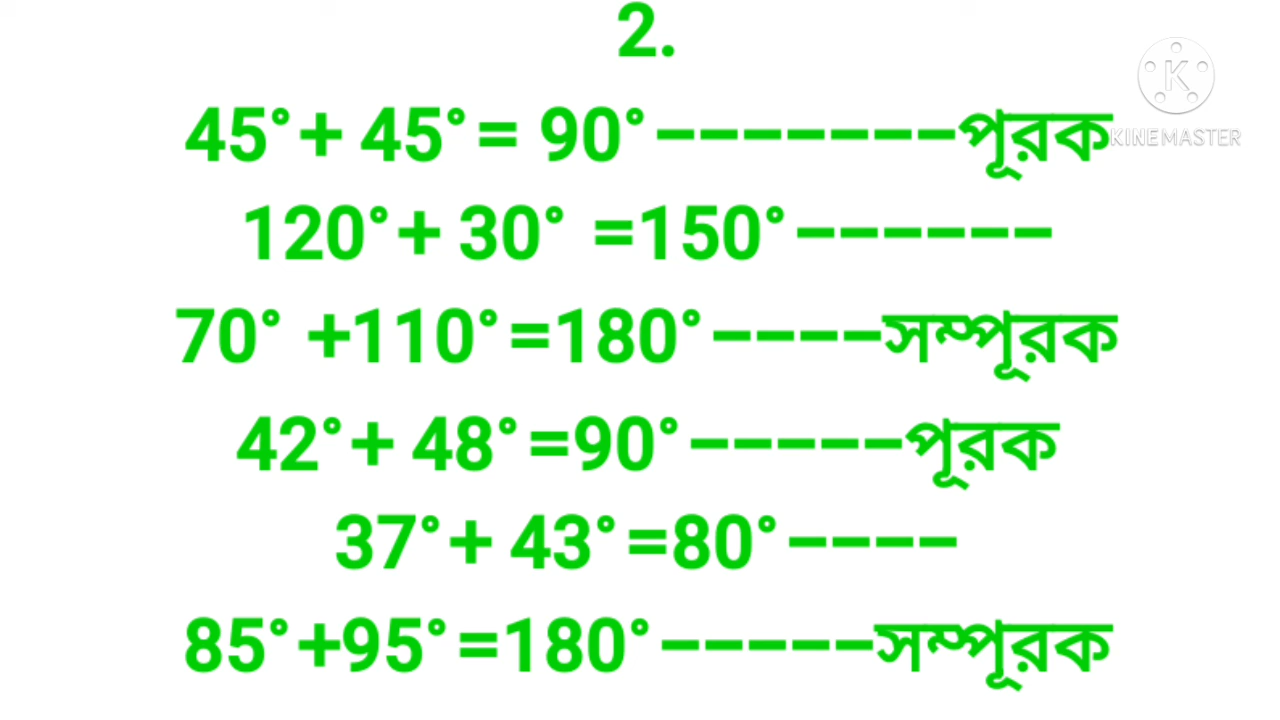 2.
45°+ 45°= 90°-------পূরক
KINEMASTER
120°+ 30° =150°------
70° +110°=180°----সম্পূরক
42°+ 48°=90°-----পূরক
37°+ 43°=80°----
85°+95°=180°-----সম্পূরক